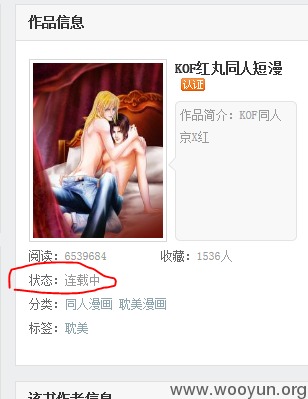 作品信息
KOF红丸同人短漫
认证
作品简介：KOF同人
京X红
阅读：6539684 收藏：1536人
状态：连载中
分类：同人漫画 耽美漫画
标签：耽美
该书作者信息
www.wooyun.org